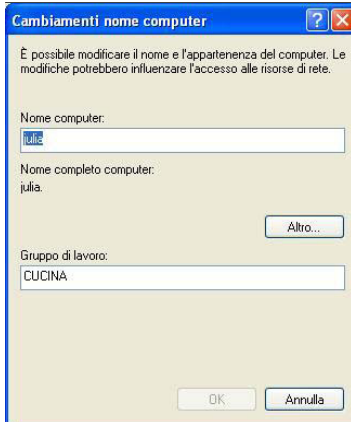 Cambiamenti nome computer
È possibile modificare il nome e l'appartenenza del computer. Le
modifiche potrebbero influenzare l'accesso alle risorse di rete.
Nome computer:
julia
Nome completo computer:
julia.
Altro...
Gruppo di lavoro:
CUCINA
OK
Annulla